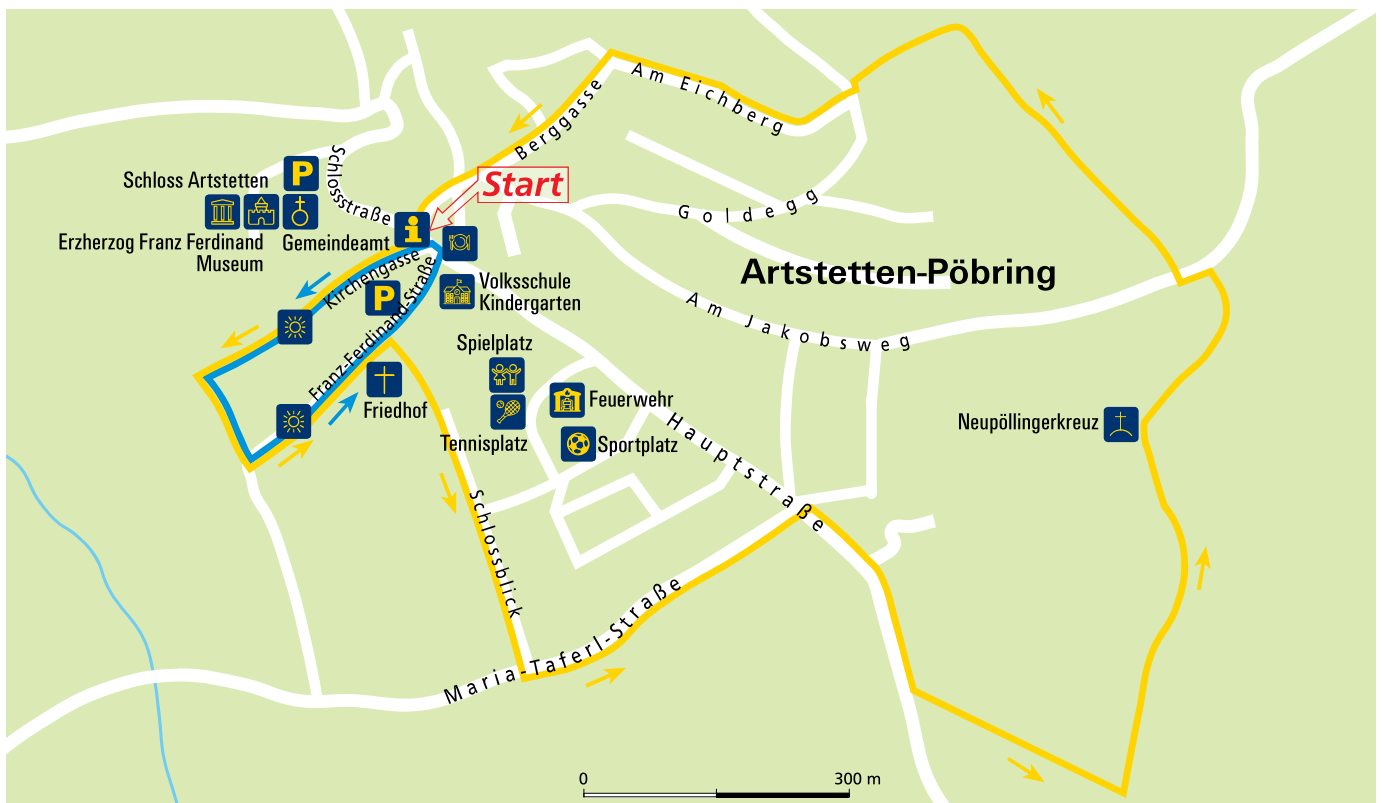 Am Eichberg
Berggasse
Schlossstraße
P
Start
Schloss Artstetten
Goldegg
Erzherzog Franz Ferdinand
Museum
Gemeindeamt
i
Kirchengasse
Artstetten-Pöbring
P
Volksschule
Kindergarten
Franz-Ferdinand-Straße
Am Jakobsweg
Spielplatz
Friedhof
Feuerwehr
Tennisplatz
Sportplatz
Neupöllingerkreuz
Hauptstraße
Schlossblick
Maria-Taferl-Straße
0 300 m